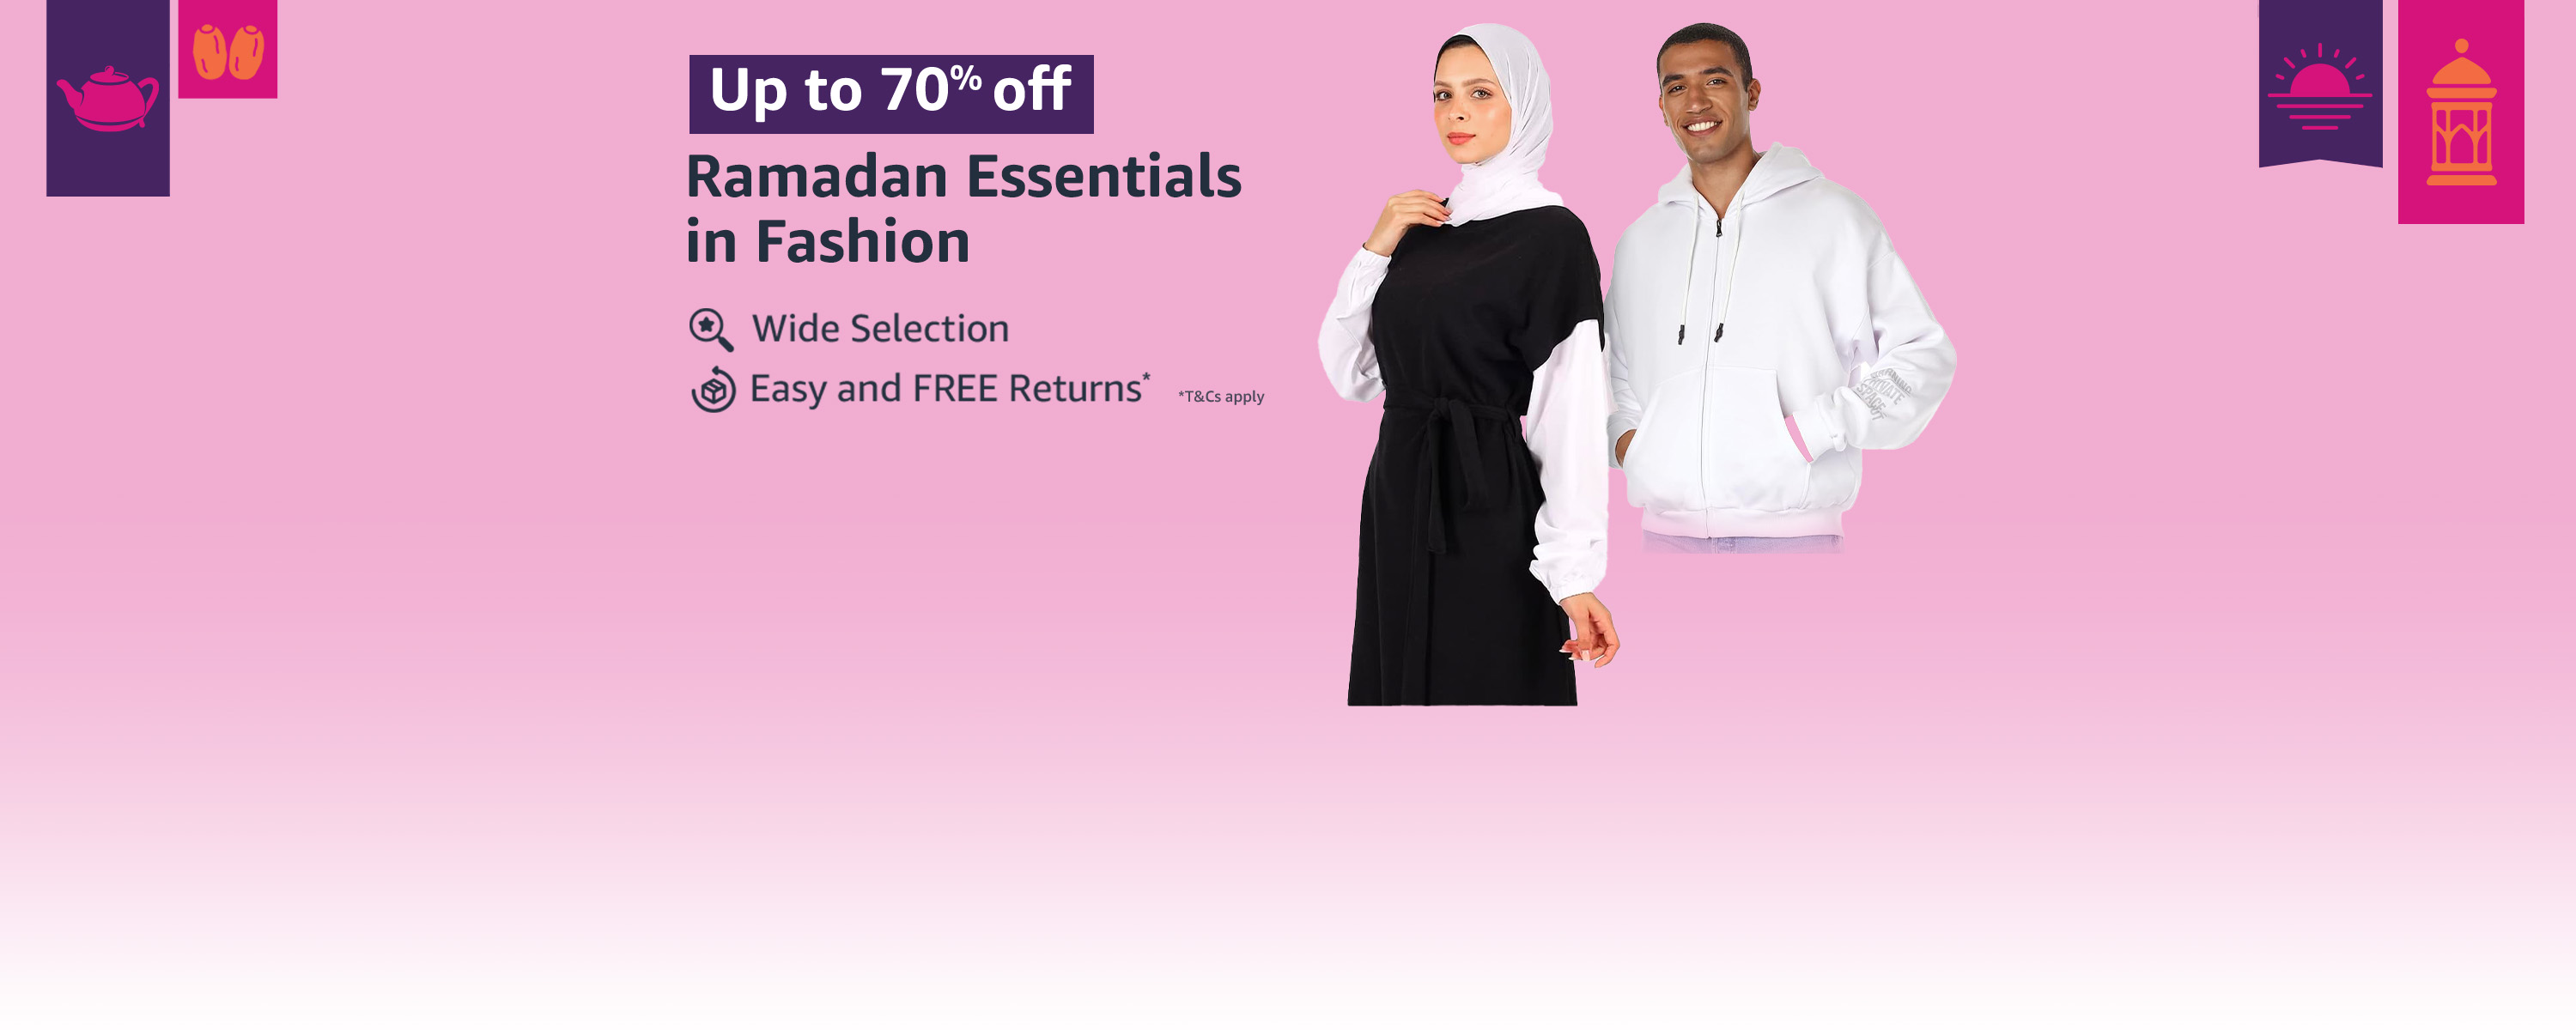 Up to 70% off
Ramadan Essentials
in Fashion
Wide Selection
Easy and FREE Returns*
*T&Cs apply